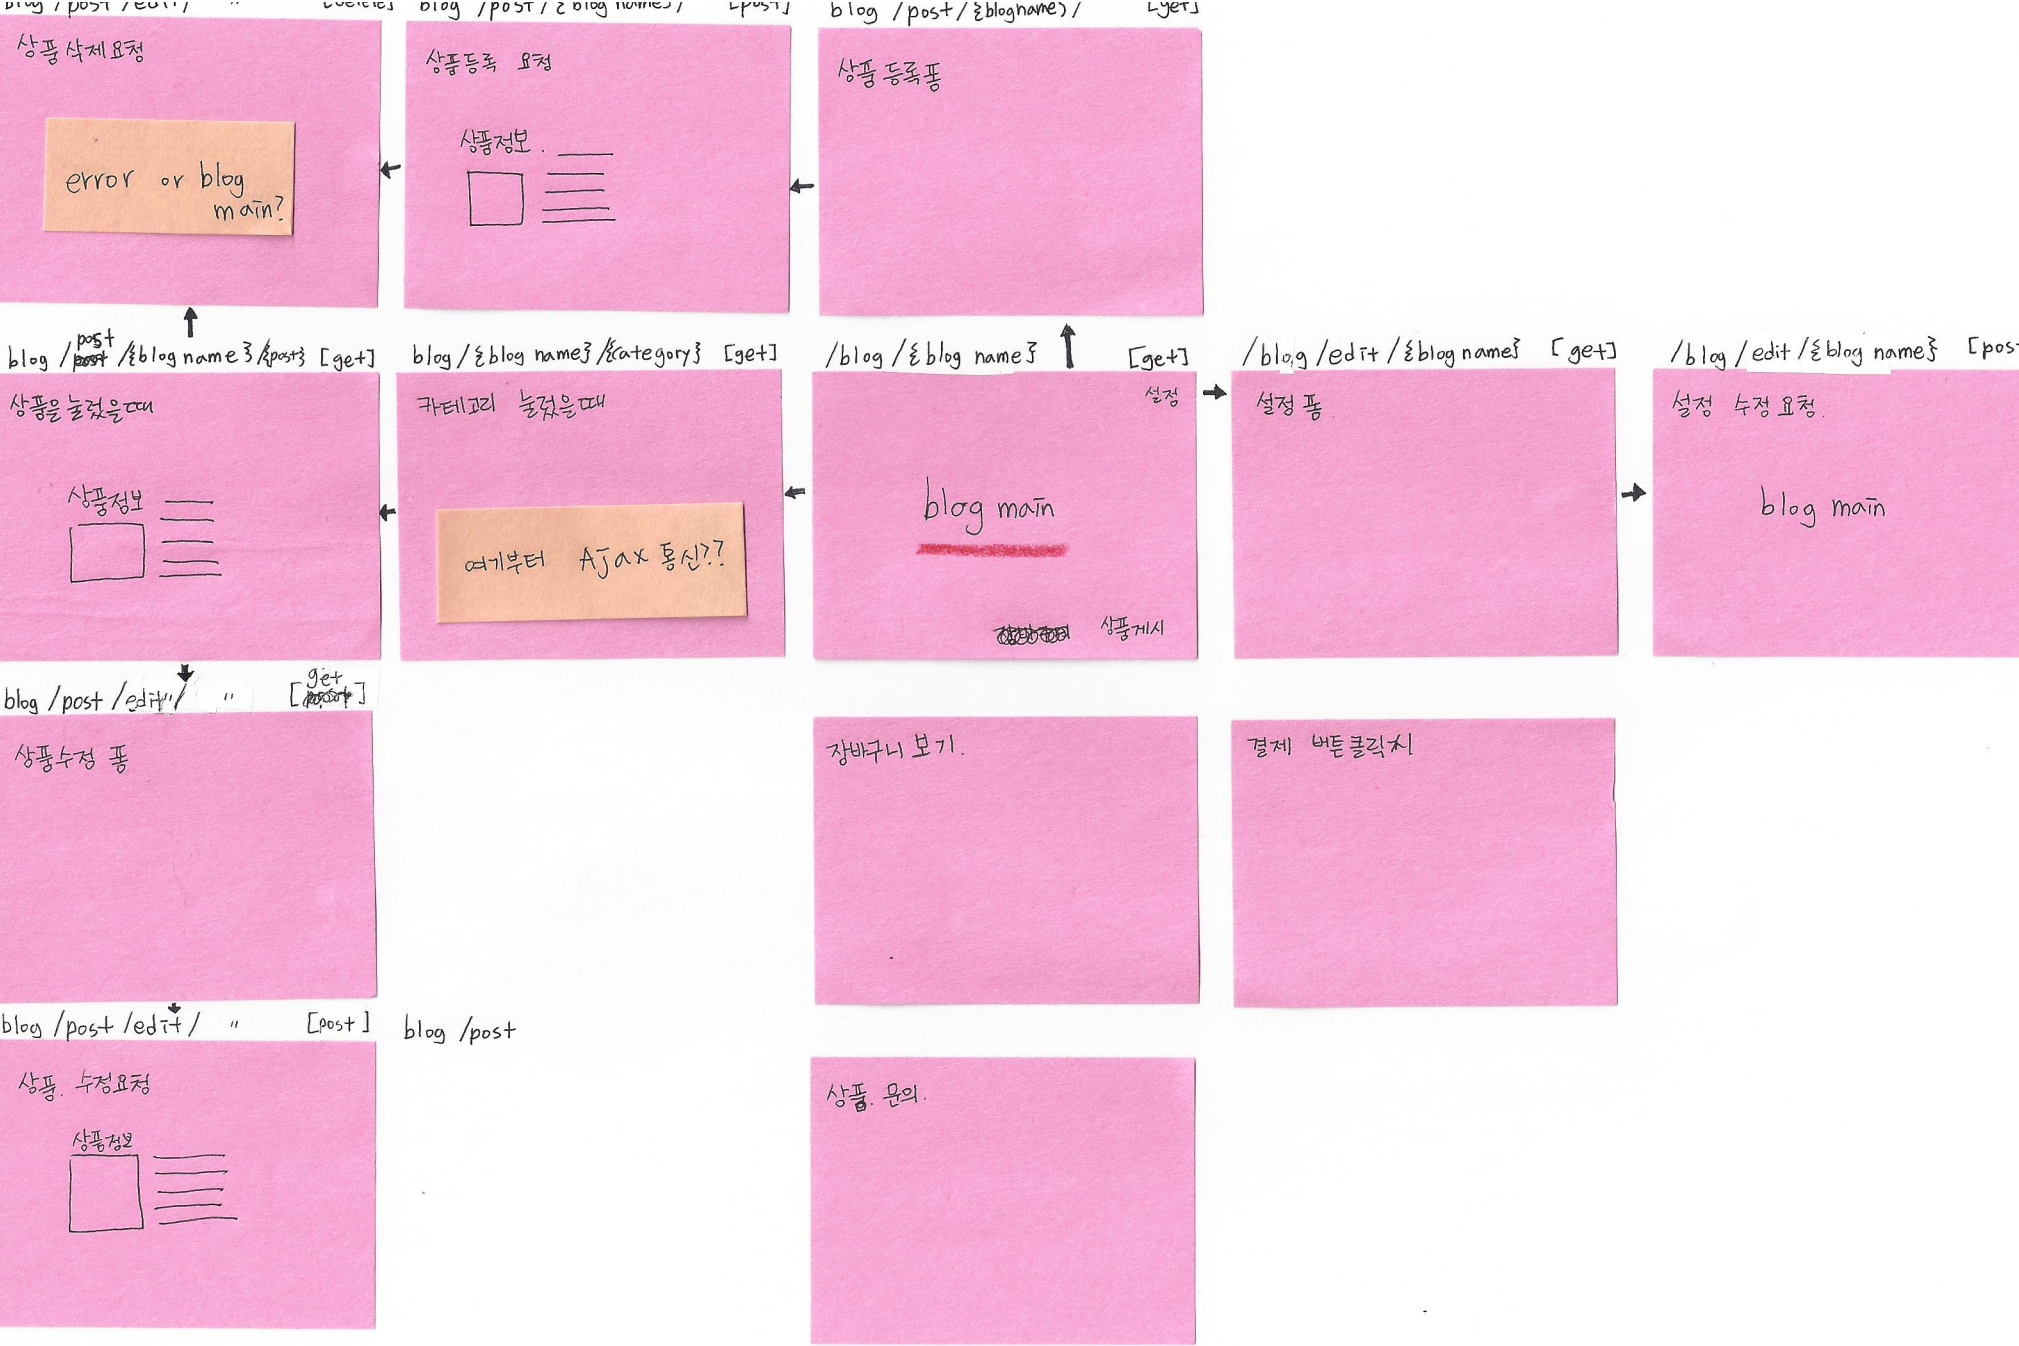 blog /post /edit/ " [delete]
상품 삭제요청
error or blog
main?
blog /post/{blog name}/ [post]
상품등록 요청
상품정보.
blog /post/{blogname}/ [get]
상품 등록폼
post
blog / /{blog name}/{post} [get]
상품을 눌렀을때
상품정보
blog/{blog name}/{category} [get]
카테고리 눌렀을때
여기부터 Ajax 통신??
/blog/{blog name} [get]
설정
blog main
상품게시
/blog/edit/{blog name} [get]
설정 폼
/blog/edit/{blog name} [post
설정 수정 요청.
blog main
get
blog /post /edit/ " [ ]
상품수정 폼
장바구니 보기.
결제 버튼클릭시
blog /post /edit/ " [post]
상품. 수정요청
상품정보
blog /post
상품. 문의.